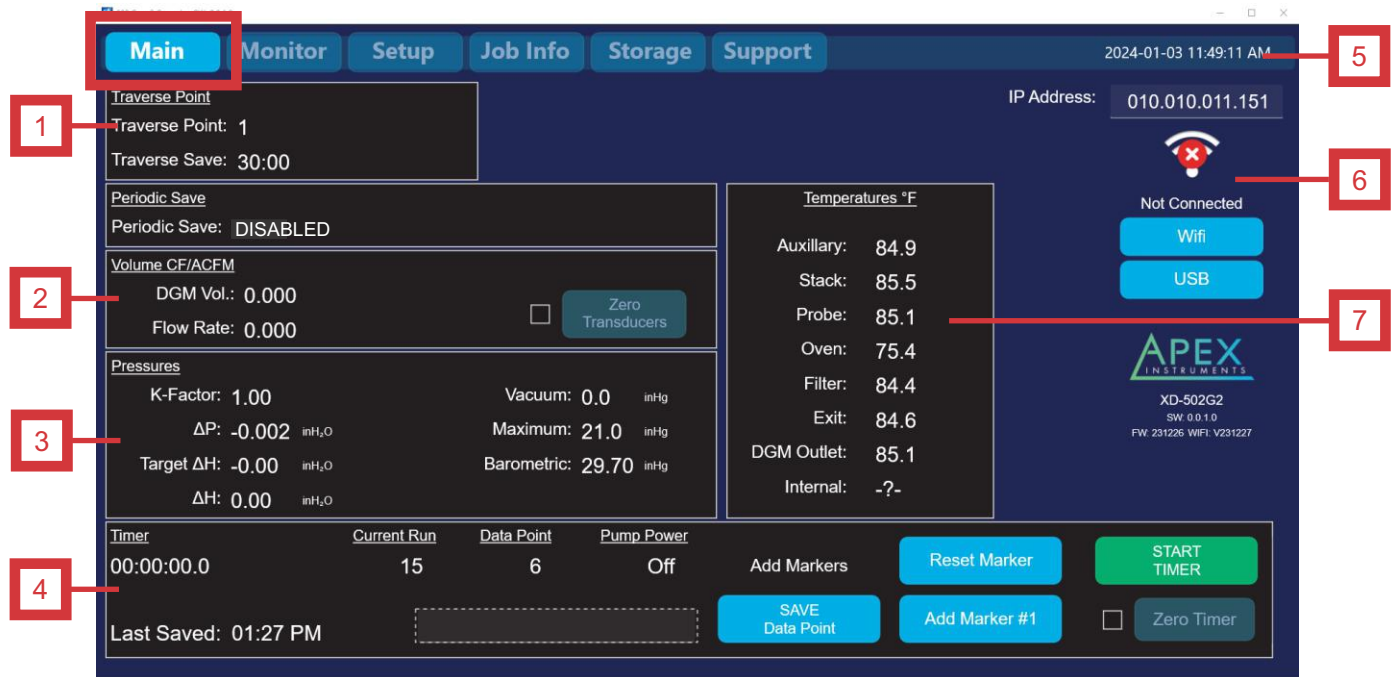 Main Monitor Setup Job Info Storage Support 2024-01-03 11:49:11 AM
5
Traverse Point
1
Traverse Point: 1
Traverse Save: 30:00
IP Address: 010.010.011.151
6
Not Connected
Wifi
USB
Periodic Save
Periodic Save: DISABLED
2
Volume CF/ACFM
DGM Vol.: 0.000
Flow Rate: 0.000
Zero
Transducers
3
Pressures
K-Factor: 1.00
ΔP: -0.002 inH₂O
Target ΔH: -0.00 inH₂O
ΔH: 0.00 inH₂O
Vacuum: 0.0 inHg
Maximum: 21.0 inHg
Barometric: 29.70 inHg
Temperatures °F
Auxillary: 84.9
Stack: 85.5
Probe: 85.1
Oven: 75.4
Filter: 84.4
Exit: 84.6
DGM Outlet: 85.1
Internal: -?-
7
APEX
INSTRUMENTS
XD-502G2
SW: 0.0.1.0
FW: 231226 WIFI: V231227
4
Timer
00:00:00.0
Current Run
15
Data Point
6
Pump Power
Off
Last Saved: 01:27 PM
Add Markers
Reset Marker
START
TIMER
SAVE
Data Point
Add Marker #1
Zero Timer